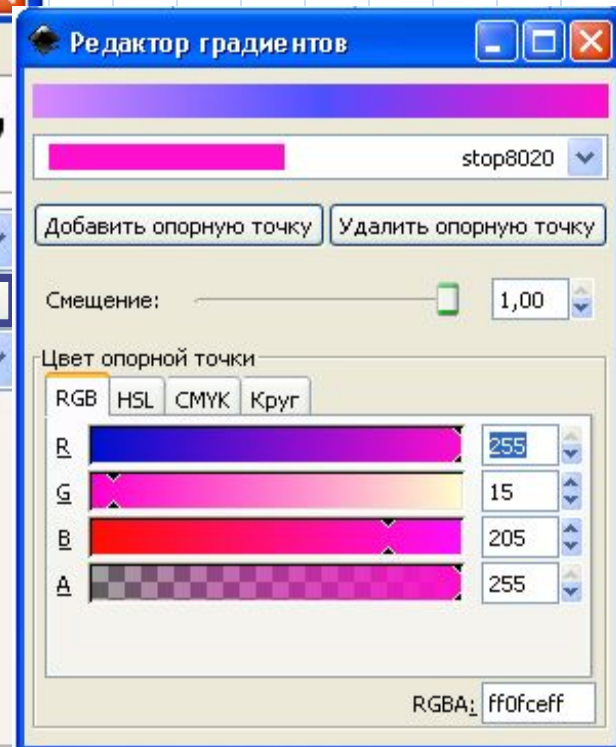 Редактор градиентов
stop8020
Добавить опорную точку Удалить опорную точку
Смещение: 1,00
Цвет опорной точки
RGB HSL CMYK Круг
R 255
G 15
B 205
A 255
RGBA: ff0fceff